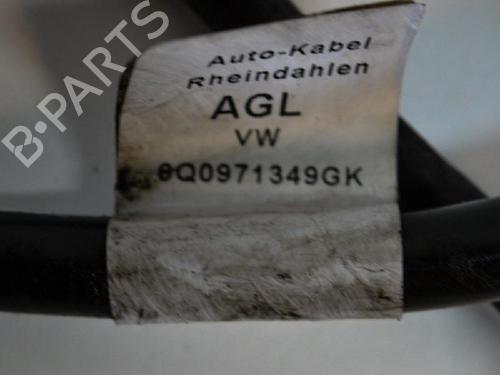 B-PARTS
Auto-Kabel
Rheindahlen
AGL
VW
6Q0971349GK